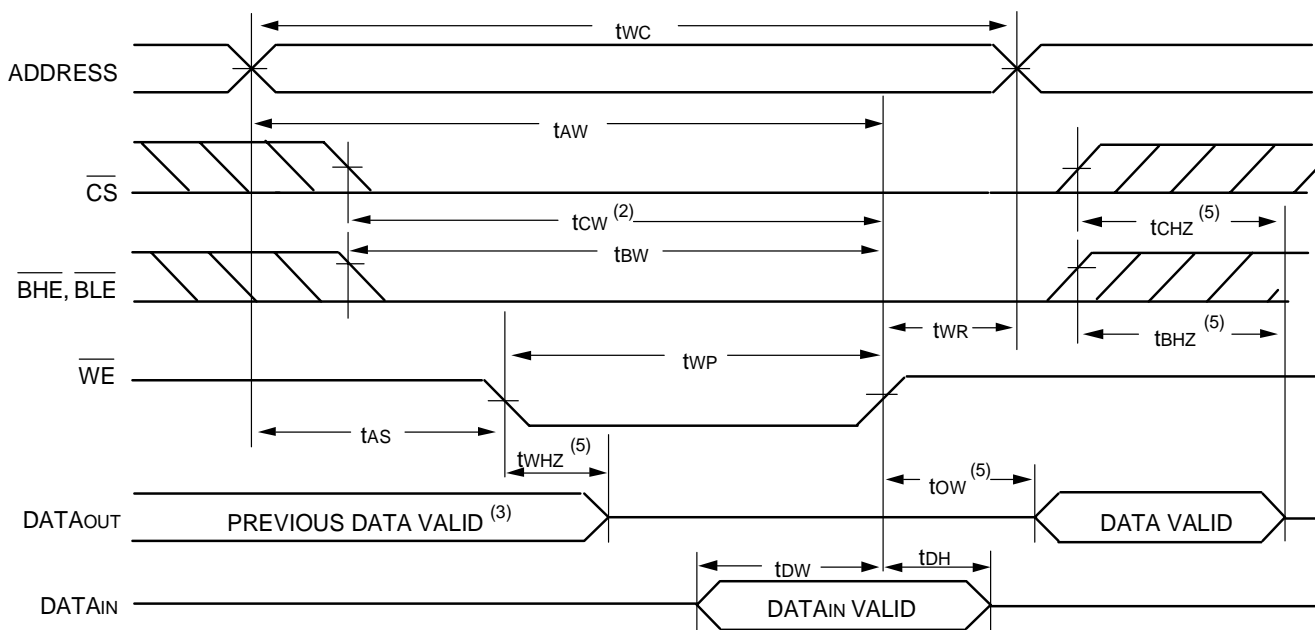 tWC
ADDRESS
tAW
CS
tCW (2)
tCHZ (5)
tBW
BHE, BLE
tWR
tBHZ (5)
tWP
WE
tAS
tWHZ (5)
tOW (5)
DATAOUT
PREVIOUS DATA VALID (3)
DATA VALID
tDW
tDH
DATAIN
DATAIN VALID